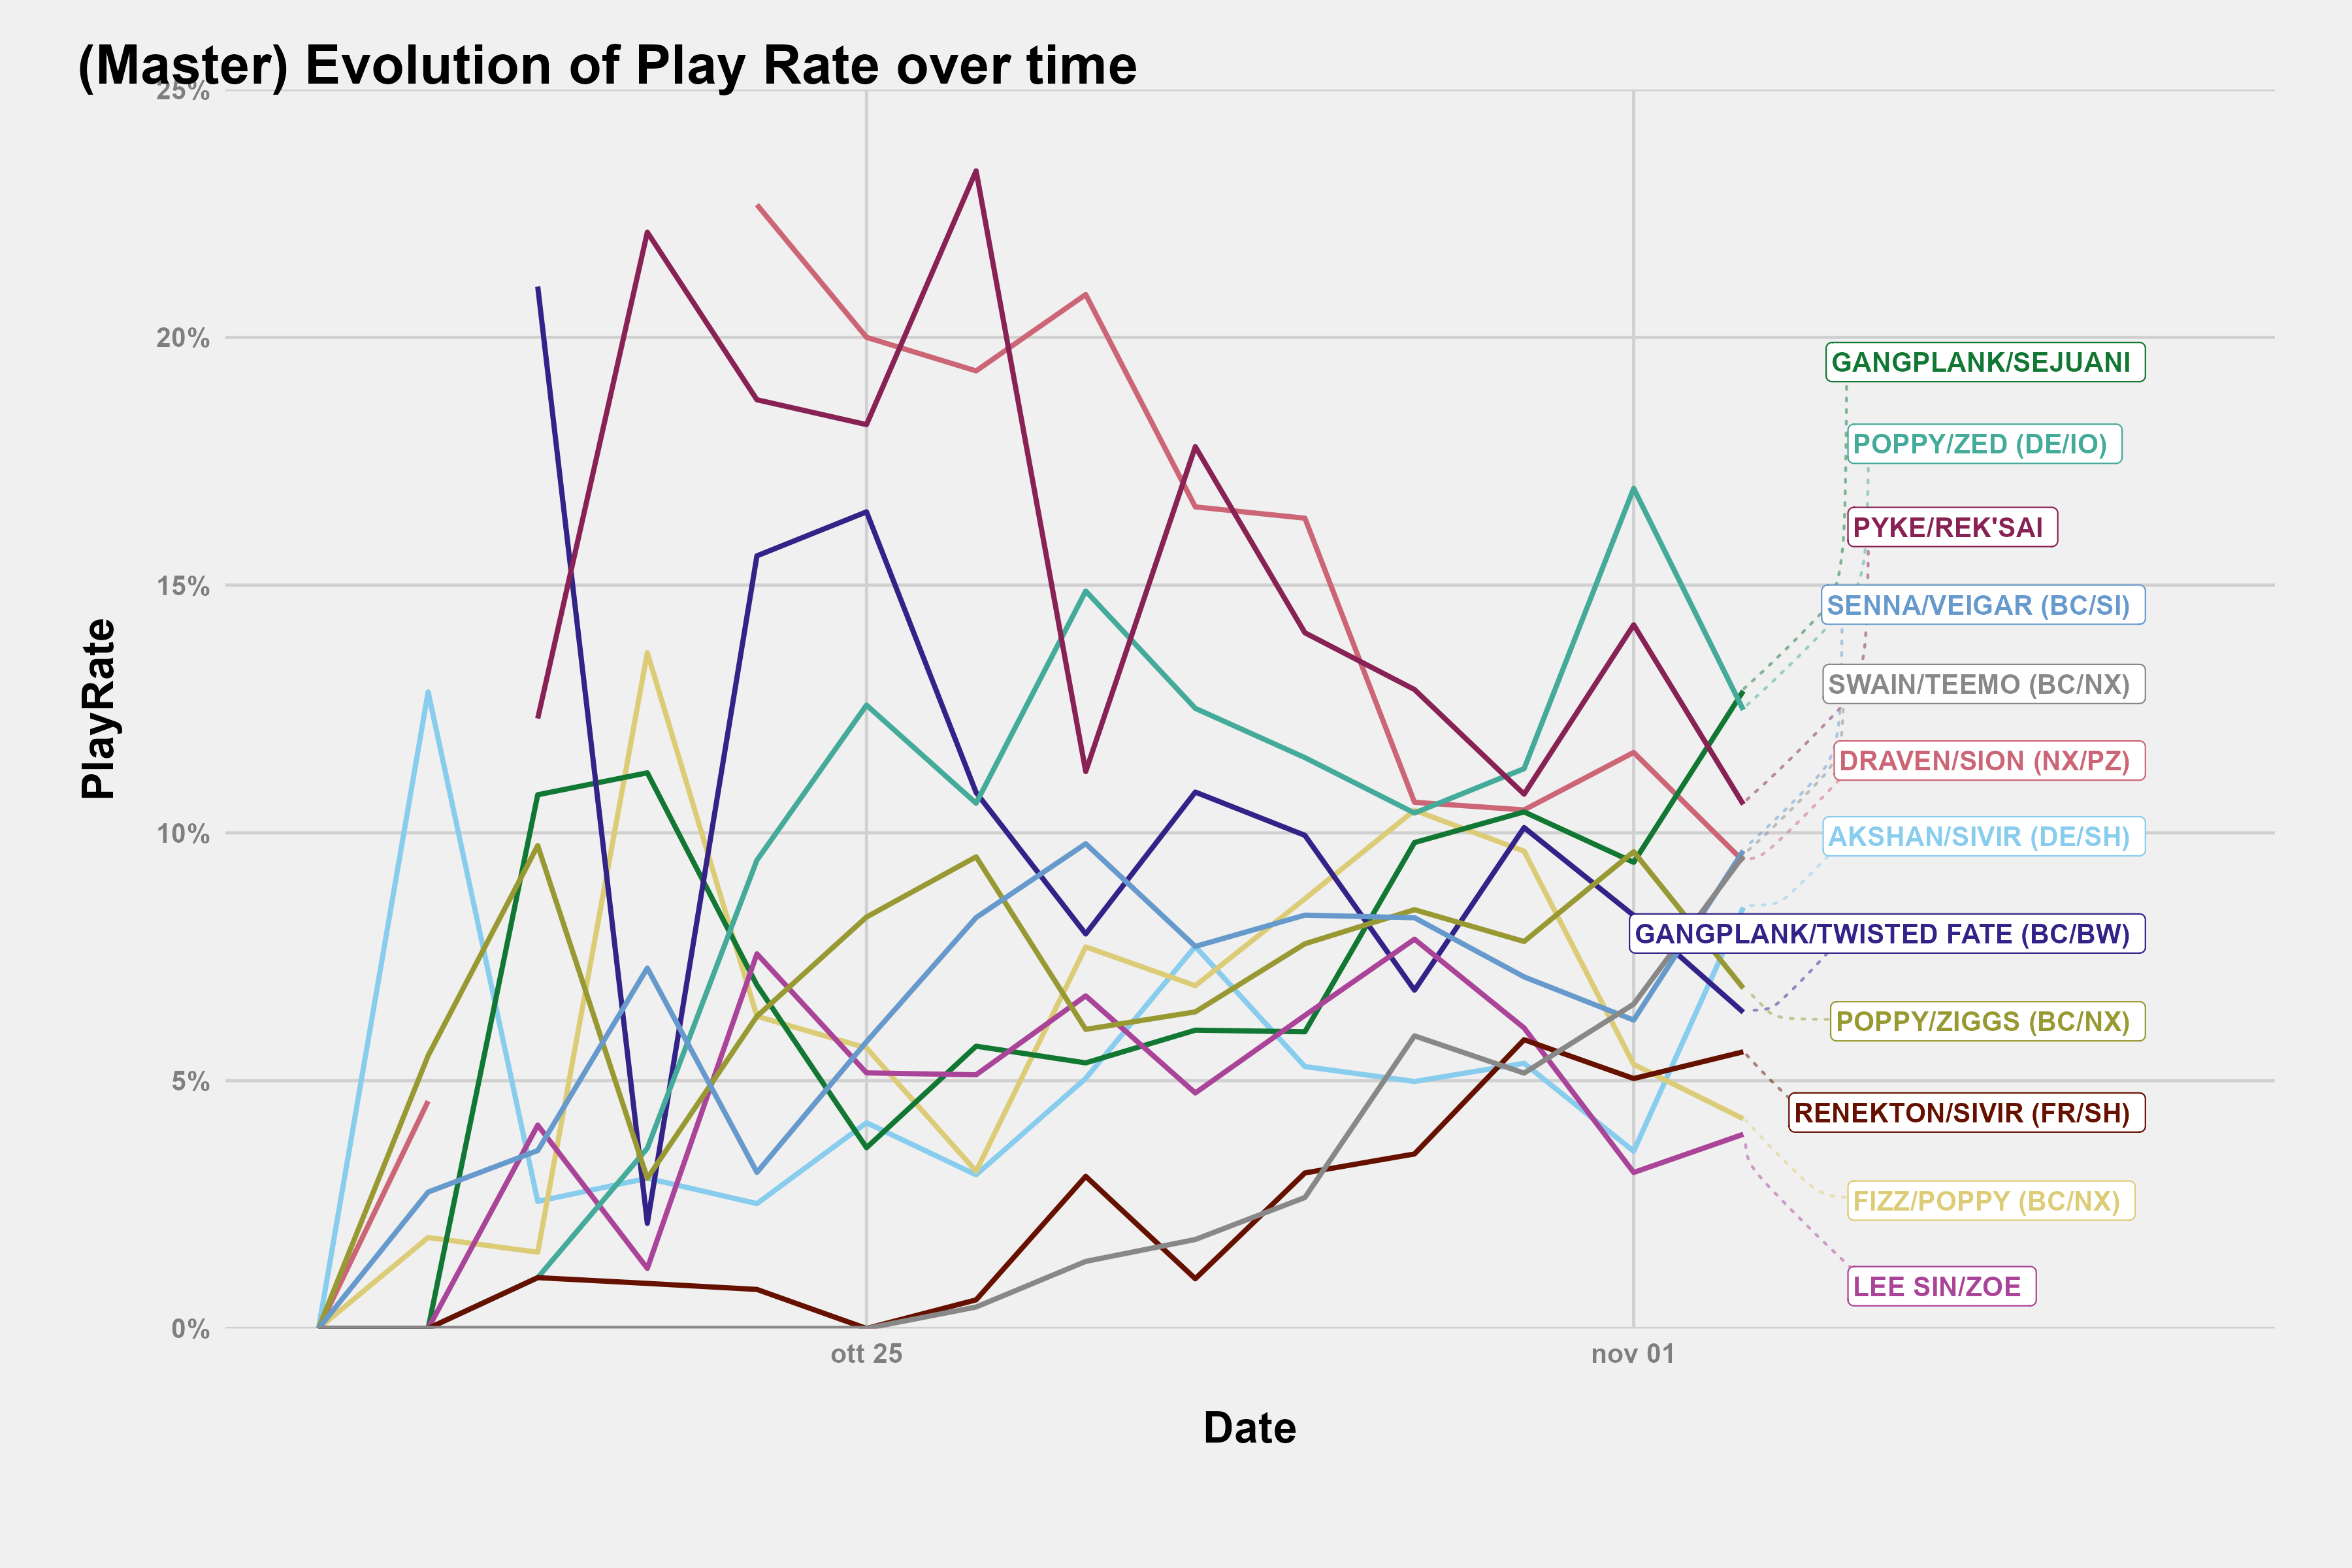 (Master) Evolution of Play Rate over time
25%
20%
15%
10%
5%
0%
PlayRate
GANGPLANK/SEJUANI
POPPY/ZED (DE/IO)
PYKE/REK'SAI
SENNA/VEIGAR (BC/SI)
SWAIN/TEEMO (BC/NX)
DRAVEN/SION (NX/PZ)
AKSHAN/SIVIR (DE/SH)
GANGPLANK/TWISTED FATE (BC/BW)
POPPY/ZIGGS (BC/NX)
RENEKTON/SIVIR (FR/SH)
FIZZ/POPPY (BC/NX)
LEE SIN/ZOE
ott 25
nov 01
Date